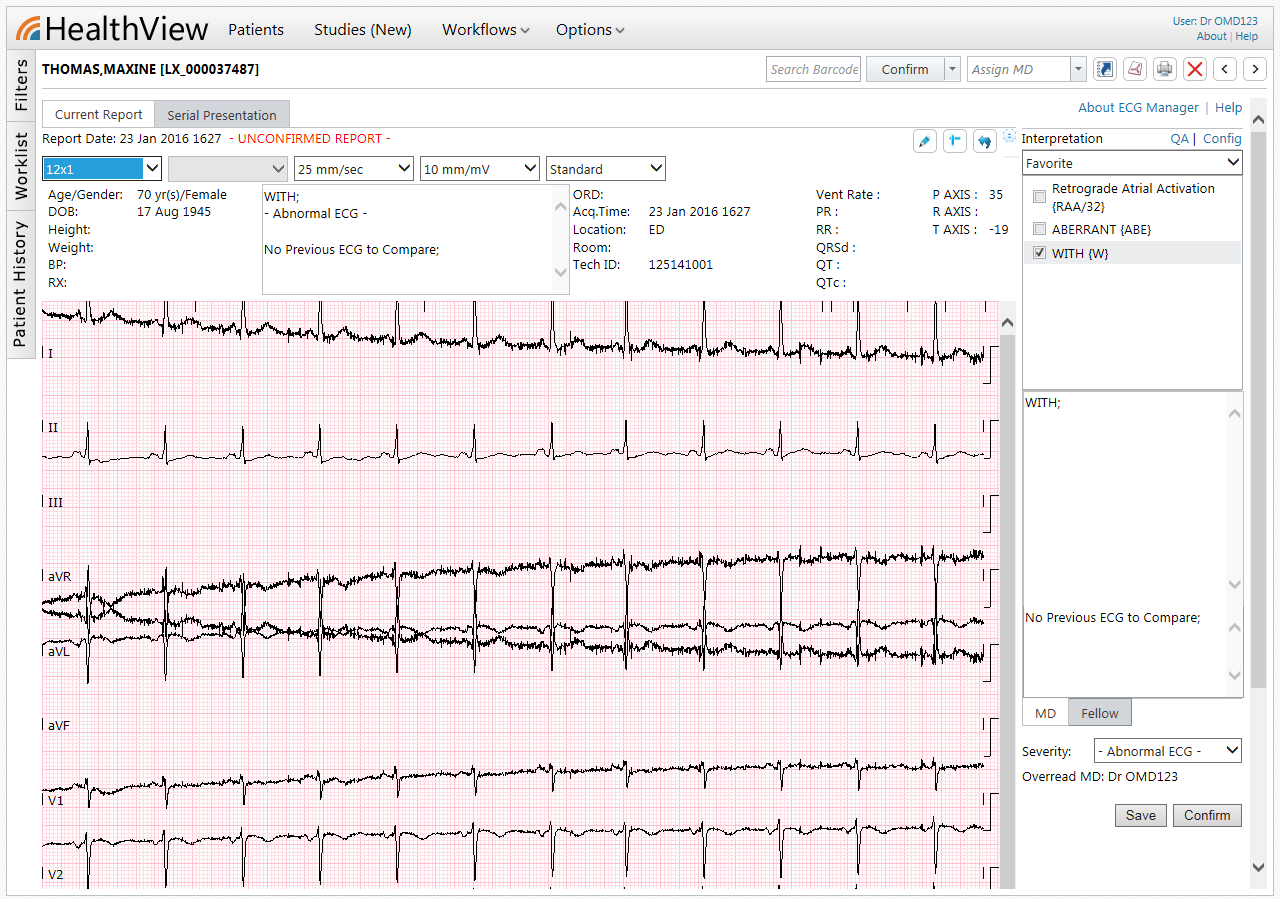 HealthView Patients Studies (New) Workflows Options
User: Dr OMD123
About | Help
Filters
Worklist
Patient History
THOMAS,MAXINE [LX_000037487]
Search Barcode Confirm Assign MD
Current Report Serial Presentation
About ECG Manager | Help
Report Date: 23 Jan 2016 1627 - UNCONFIRMED REPORT -
12x1 25 mm/sec 10 mm/mV Standard
Age/Gender: 70 yr(s)/Female
DOB: 17 Aug 1945
Height:
Weight:
BP:
RX:
WITH;
- Abnormal ECG -
No Previous ECG to Compare;
ORD:
Acq.Time: 23 Jan 2016 1627
Location: ED
Room:
Tech ID: 125141001
Vent Rate :
PR :
RR :
QRSd :
QT :
QTc :
P AXIS : 35
R AXIS :
T AXIS : -19
I
II
III
aVR
aVL
aVF
V1
V2
Interpretation QA | Config
Favorite
Retrograde Atrial Activation
{RAA/32}
ABERRANT {ABE}
WITH {W}
WITH;
No Previous ECG to Compare;
MD Fellow
Severity: - Abnormal ECG -
Overread MD: Dr OMD123
Save Confirm